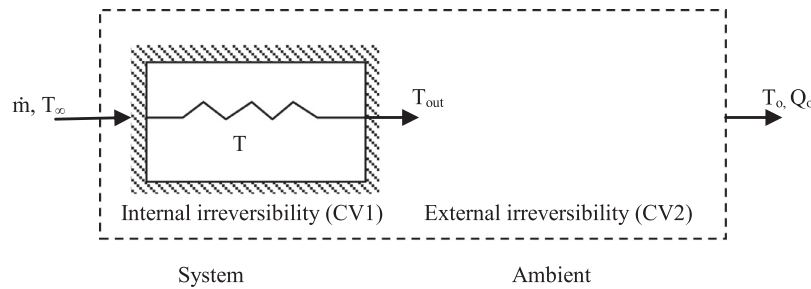 ṁ, T∞
T
Tout
To, Qo
Internal irreversibility (CV1)
External irreversibility (CV2)
System
Ambient